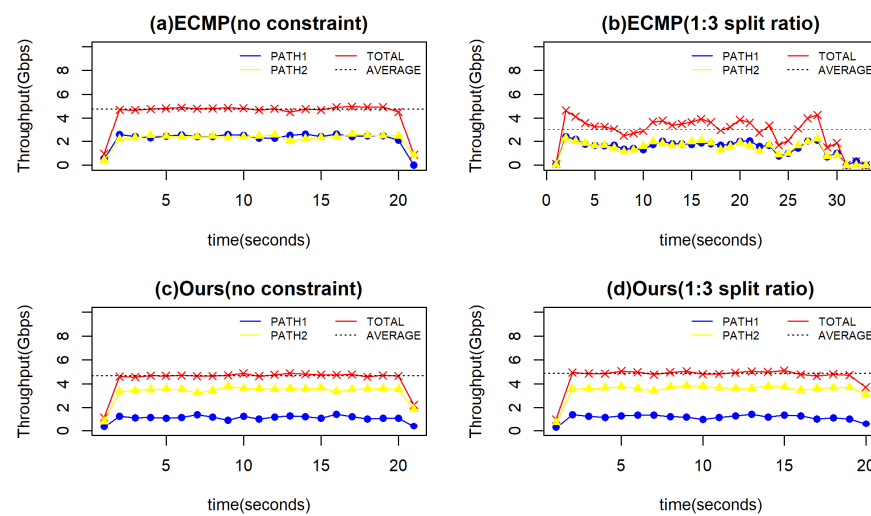 (a)ECMP(no constraint)
Throughput(Gbps)
0 2 4 6 8
PATH1 TOTAL
PATH2 AVERAGE
5 10 15 20
time(seconds)
(b)ECMP(1:3 split ratio)
Throughput(Gbps)
0 2 4 6 8
PATH1 TOTAL
PATH2 AVERAGE
0 5 10 15 20 25 30
time(seconds)
(c)Ours(no constraint)
Throughput(Gbps)
0 2 4 6 8
PATH1 TOTAL
PATH2 AVERAGE
5 10 15 20
time(seconds)
(d)Ours(1:3 split ratio)
Throughput(Gbps)
0 2 4 6 8
PATH1 TOTAL
PATH2 AVERAGE
5 10 15 20
time(seconds)